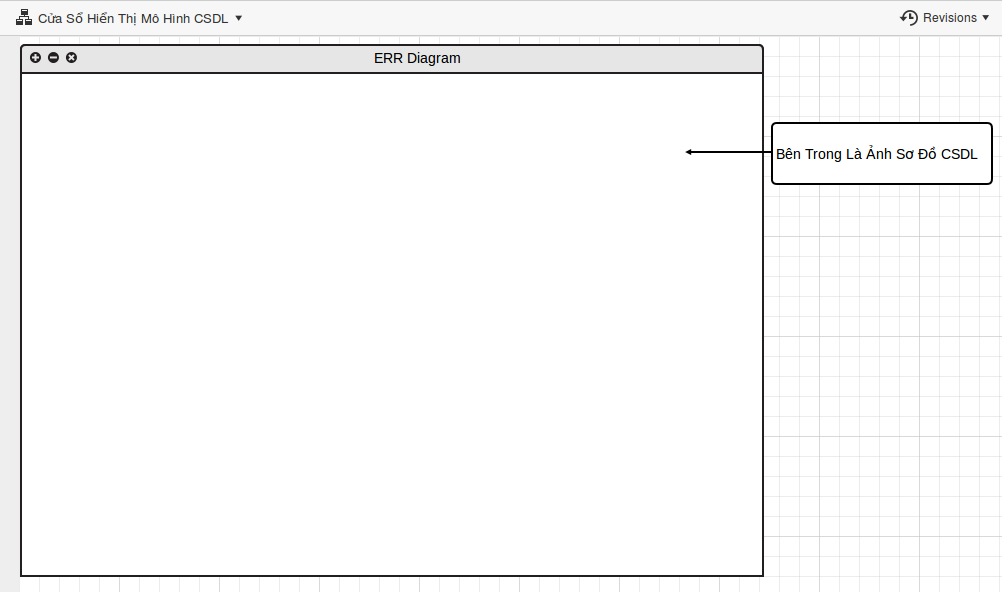 Cửa Sổ Hiển Thị Mô Hình CSDL
Revisions
ERR Diagram
Bên Trong Là Ảnh Sơ Đồ CSDL